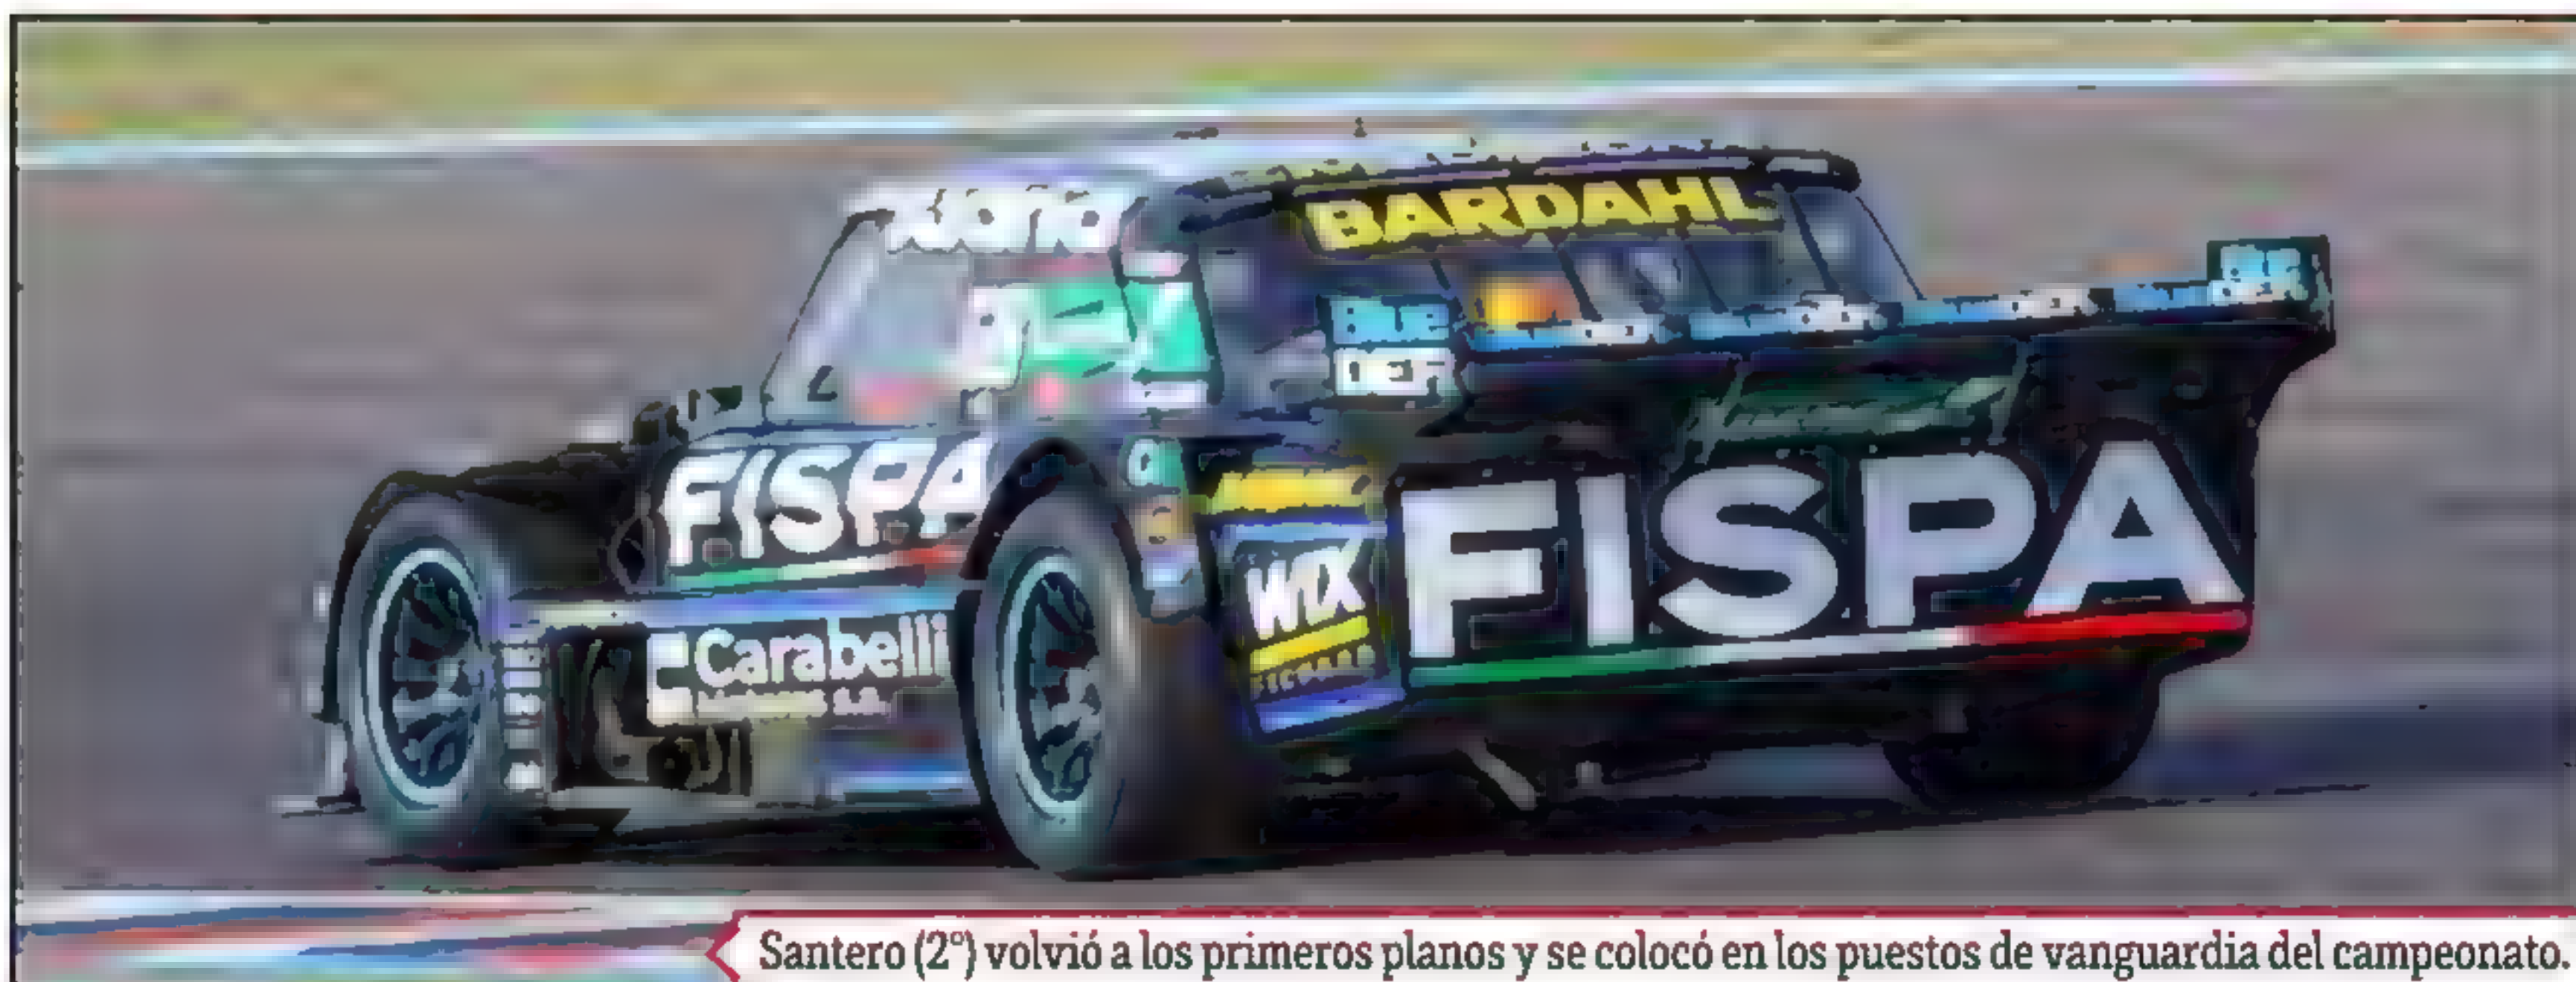 BARDAHL
FISPA
FISPA
WIX
Carabelli
Santero (2°) volvió a los primeros planos y se colocó en los puestos de vanguardia del campeonato.